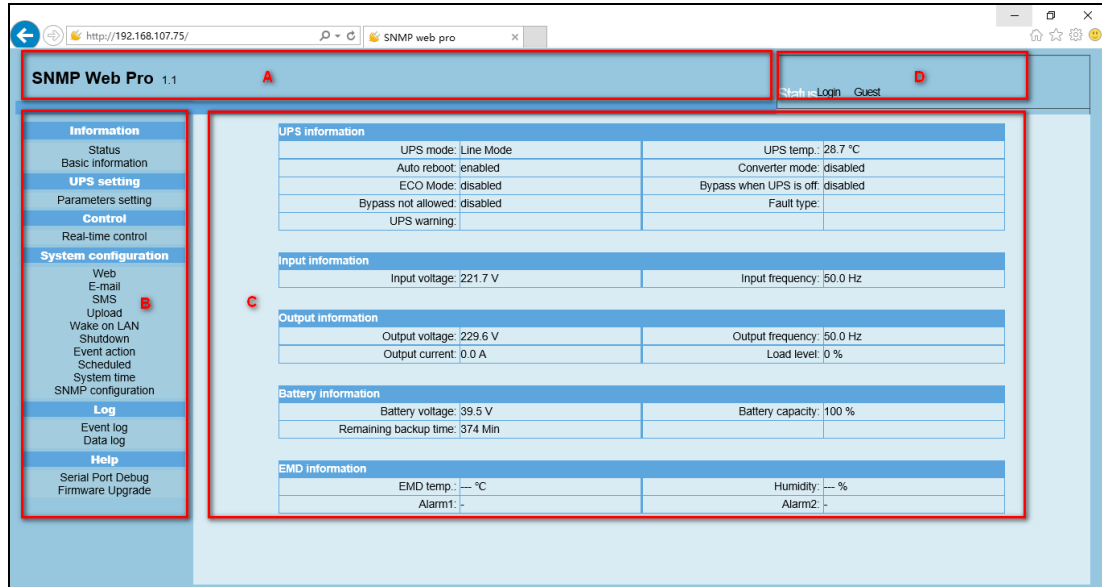 http://192.168.107.75/
SNMP web pro
SNMP Web Pro 1.1
A
D
Status Login Guest
Information
Status
Basic information
UPS setting
Parameters setting
Control
Real-time control
System configuration
Web
E-mail
SMS
B
Upload
Wake on LAN
Shutdown
Event action
Scheduled
System time
SNMP configuration
Log
Event log
Data log
Help
Serial Port Debug
Firmware Upgrade
C
UPS information
UPS mode: Line Mode UPS temp.: 28.7 °C
Auto reboot: enabled Converter mode: disabled
ECO Mode: disabled Bypass when UPS is off: disabled
Bypass not allowed: disabled Fault type:
UPS warning:
Input information
Input voltage: 221.7 V Input frequency: 50.0 Hz
Output information
Output voltage: 229.6 V Output frequency: 50.0 Hz
Output current: 0.0 A Load level: 0 %
Battery information
Battery voltage: 39.5 V Battery capacity: 100 %
Remaining backup time: 374 Min
EMD information
EMD temp.: --- °C Humidity: --- %
Alarm1: - Alarm2: -